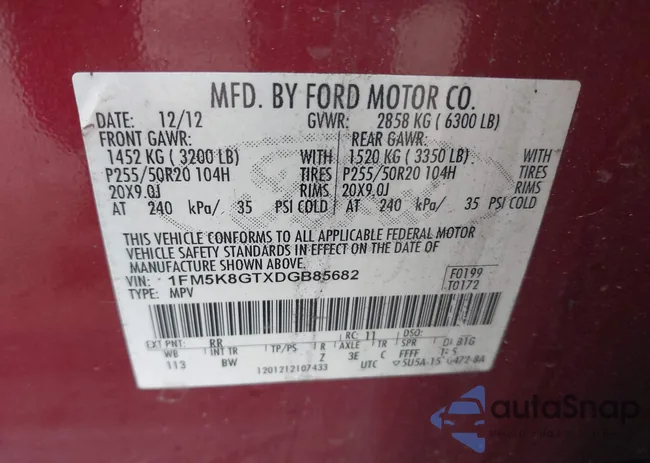 MFD. BY FORD MOTOR CO.
DATE: 12/12 GVWR: 2858 KG ( 6300 LB)
FRONT GAWR: REAR GAWR:
1452 KG ( 3200 LB) WITH 1520 KG ( 3350 LB) WITH
P255/50R20 104H TIRES P255/50R20 104H TIRES
20X9.0J RIMS 20X9.0J RIMS
AT 240 kPa/ 35 PSI COLD AT 240 kPa/ 35 PSI COLD
THIS VEHICLE CONFORMS TO ALL APPLICABLE FEDERAL MOTOR
VEHICLE SAFETY STANDARDS IN EFFECT ON THE DATE OF
MANUFACTURE SHOWN ABOVE.
VIN: 1FM5K8GTXDGB85682 F0199
TYPE: MPV T0172
EXT PNT: RR RC: 11 DSO:
WB INT TR TP/PS R AXLE TR SPR
113 BW Z 3E C FFFF
1201212107433 UTC
autoSnap